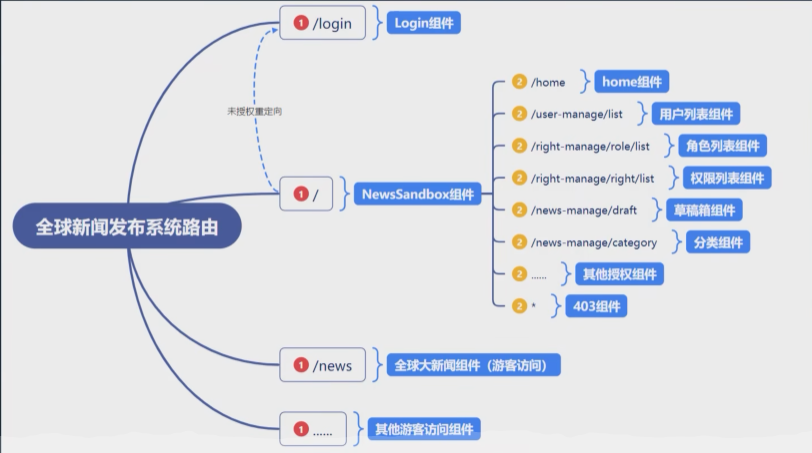 1 /login Login组件
未授权重定向
2 /home home组件
2 /user-manage/list 用户列表组件
2 /right-manage/role/list 角色列表组件
2 /right-manage/right/list 权限列表组件
1 / NewsSandbox组件
2 /news-manage/draft 草稿箱组件
全球新闻发布系统路由
2 /news-manage/category 分类组件
2 ...... 其他授权组件
2 * 403组件
1 /news 全球大新闻组件（游客访问）
1 ...... 其他游客访问组件